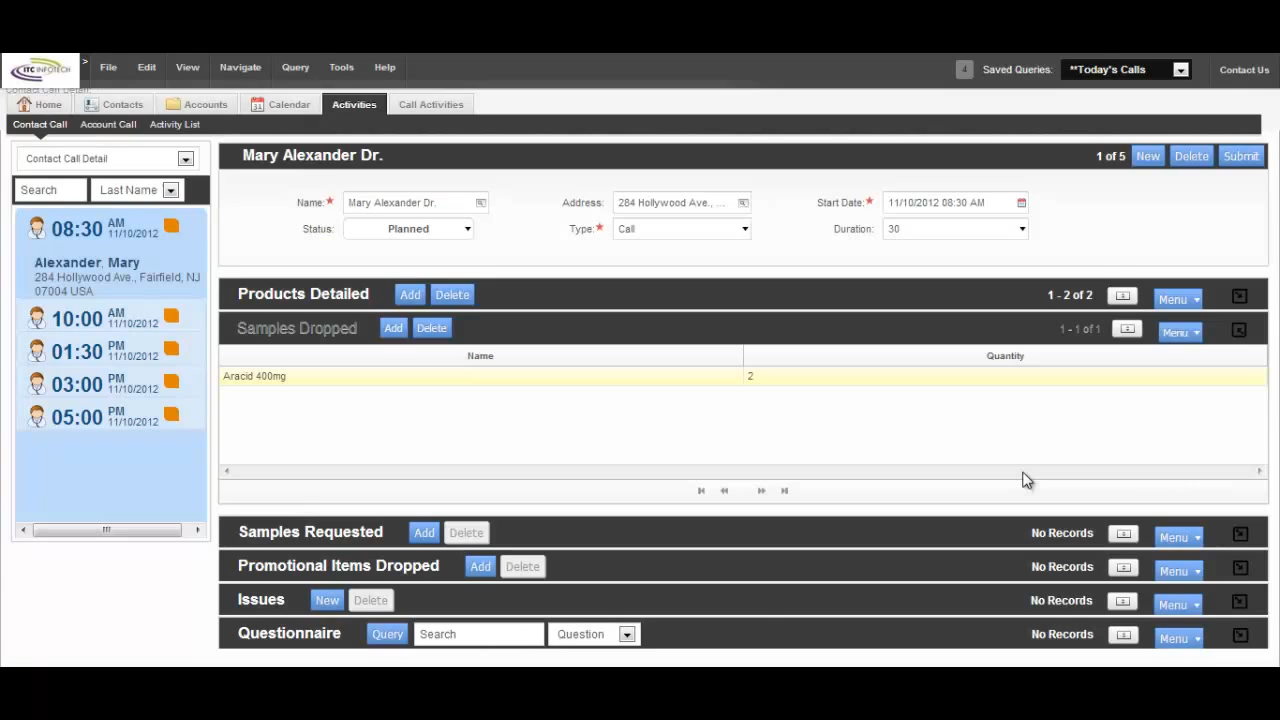 ITC INFOTECH > File Edit View Navigate Query Tools Help 4 Saved Queries: **Today's Calls Contact Us
Contact Call Detail:
Home Contacts Accounts 31 Calendar Activities Call Activities
Contact Call Account Call Activity List
Contact Call Detail
Search Last Name
08:30 AM 11/10/2012
Alexander, Mary
284 Hollywood Ave., Fairfield, NJ
07004 USA
10:00 AM 11/10/2012
01:30 PM 11/10/2012
03:00 PM 11/10/2012
05:00 PM 11/10/2012
Mary Alexander Dr. 1 of 5 New Delete Submit
Name:* Mary Alexander Dr. Address: 284 Hollywood Ave., ... Start Date:* 11/10/2012 08:30 AM
Status: Planned Type:* Call Duration: 30
Products Detailed Add Delete 1 - 2 of 2 Menu
Samples Dropped Add Delete 1 - 1 of 1 Menu
Name Quantity
Aracid 400mg 2
Samples Requested Add Delete No Records Menu
Promotional Items Dropped Add Delete No Records Menu
Issues New Delete No Records Menu
Questionnaire Query Search Question No Records Menu